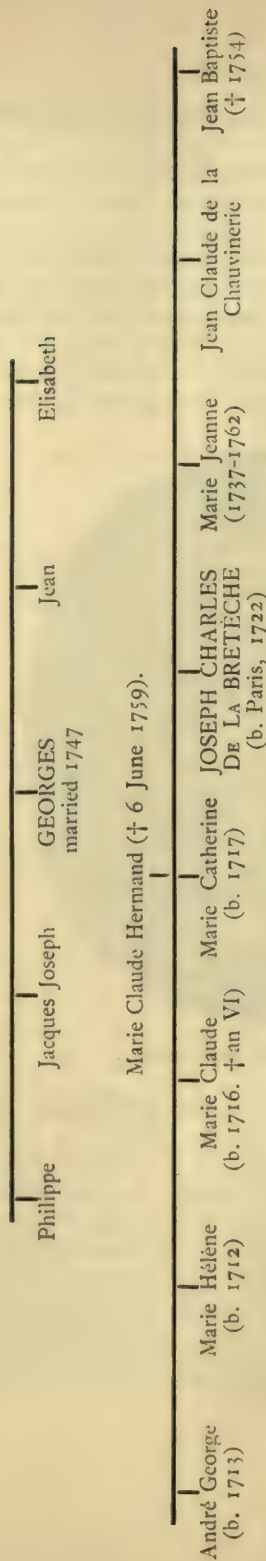 Philippe
Jacques Joseph
GEORGES
married 1747
Jean
Elisabeth
Marie Claude Hermand († 6 June 1759).
André George
(b. 1713)
Marie Hélène
(b. 1712)
Marie Claude
(b. 1716. † an VI)
Marie Catherine
(b. 1717)
JOSEPH CHARLES
DE LA BRETÈCHE
(b. Paris, 1722)
Marie Jeanne
(1737-1762)
Jean Claude de la
Chauvinerie
Jean Baptiste
(† 1754)